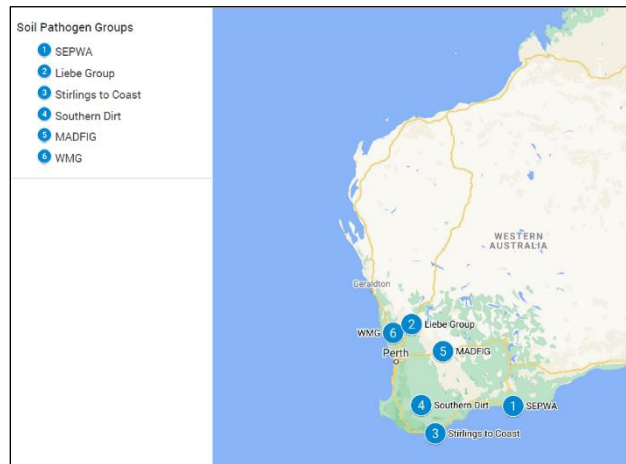 Soil Pathogen Groups
1 SEPWA
2 Liebe Group
3 Stirlings to Coast
4 Southern Dirt
5 MADFIG
6 WMG
WESTERN
AUSTRALIA
Geraldton
2 Liebe Group
WMG 6
Perth
5 MADFIG
4 Southern Dirt
1 SEPWA
3 Stirlings to Coast